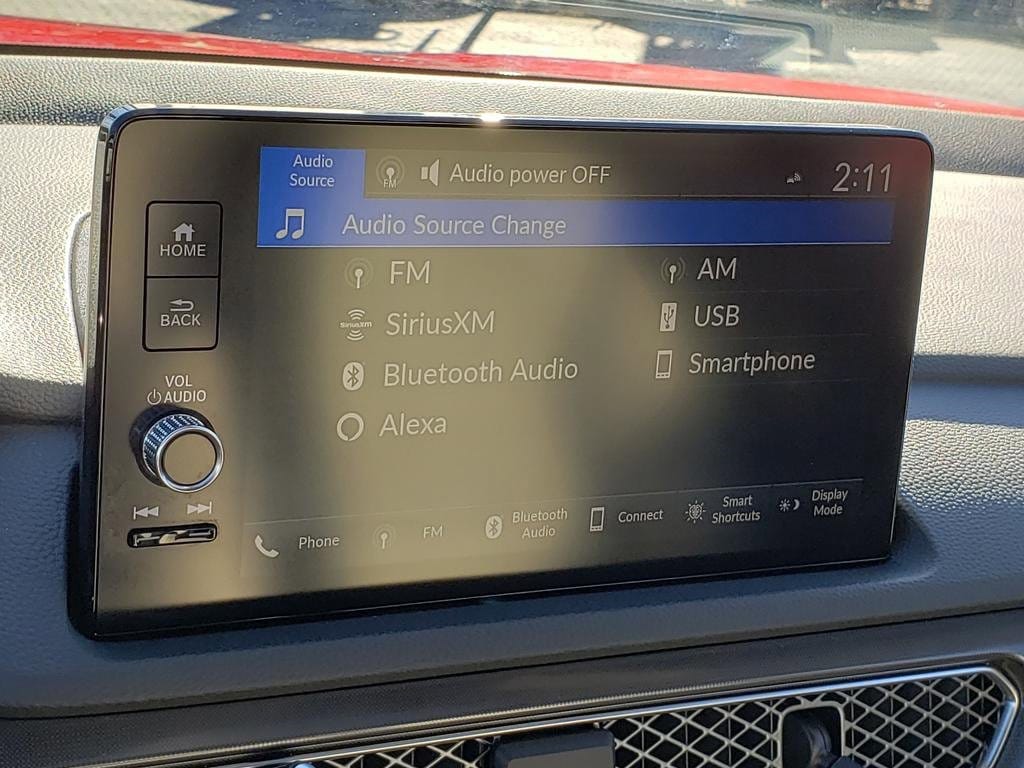 Audio
Source
FM
Audio power OFF
2:11
Audio Source Change
HOME
BACK
VOL
AUDIO
FM
AM
SiriusXM
SiriusXM
USB
Bluetooth Audio
Smartphone
Alexa
Phone
FM
Bluetooth
Audio
Connect
Smart
Shortcuts
Display
Mode